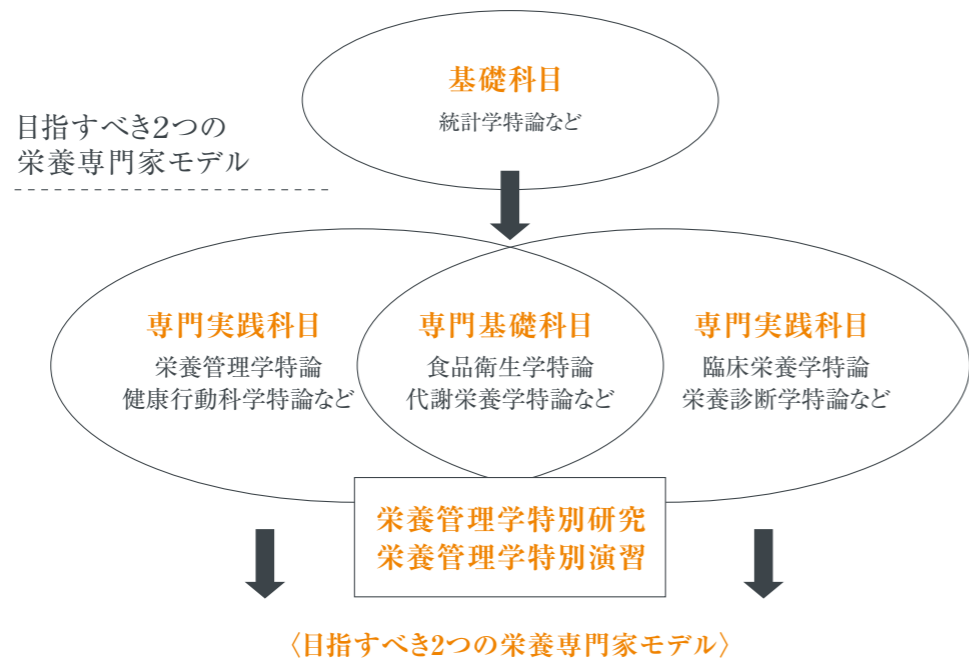 基礎科目
統計学特論など
目指すべき2つの
栄養専門家モデル
専門実践科目
栄養管理学特論
健康行動科学特論など
専門基礎科目
食品衛生学特論
代謝栄養学特論など
専門実践科目
臨床栄養学特論
栄養診断学特論など
栄養管理学特別研究
栄養管理学特別演習
〈目指すべき2つの栄養専門家モデル〉